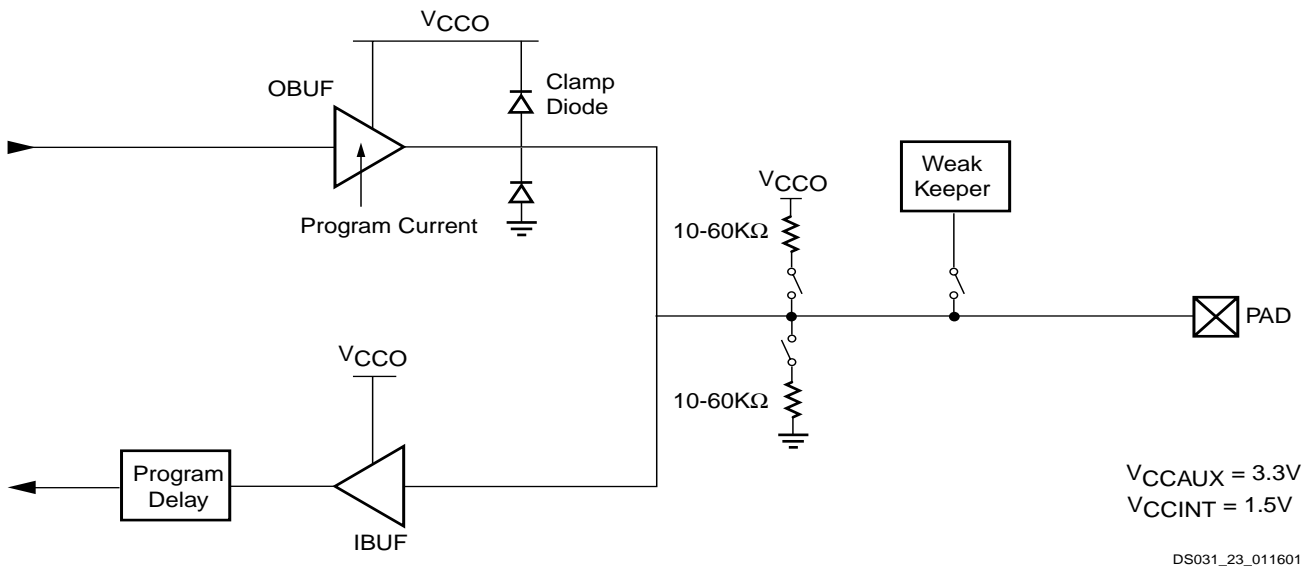 VCCO
OBUF
Clamp
Diode
Program Current
VCCO
10-60KΩ
Weak
Keeper
PAD
10-60KΩ
VCCO
Program
Delay
IBUF
VCCAUX = 3.3V
VCCINT = 1.5V
DS031_23_011601